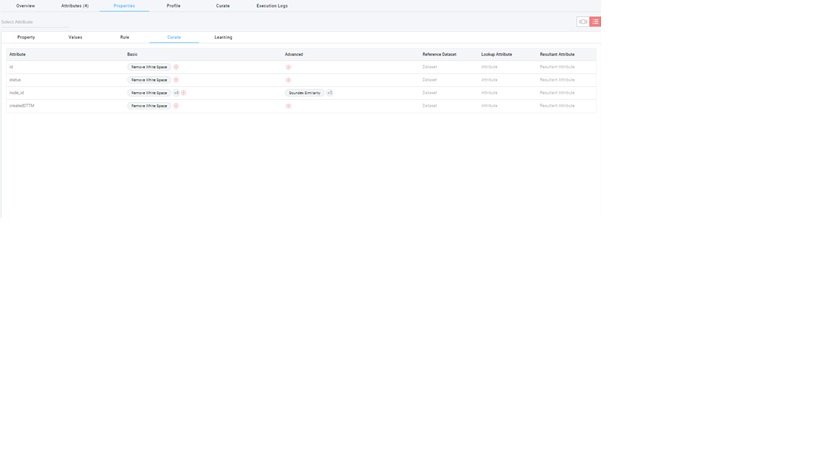 Overview Attributes (4) Properties Profile Curate Execution Logs
Select Attribute
Property Values Rule Curate Learning
Attribute Basic Advanced Reference Dataset Lookup Attribute Resultant Attribute
id Remove White Space Dataset Attribute Resultant Attribute
status Remove White Space Dataset Attribute Resultant Attribute
node_id Remove White Space Soundex Similarity Dataset Attribute Resultant Attribute
createdDTTM Remove White Space Dataset Attribute Resultant Attribute